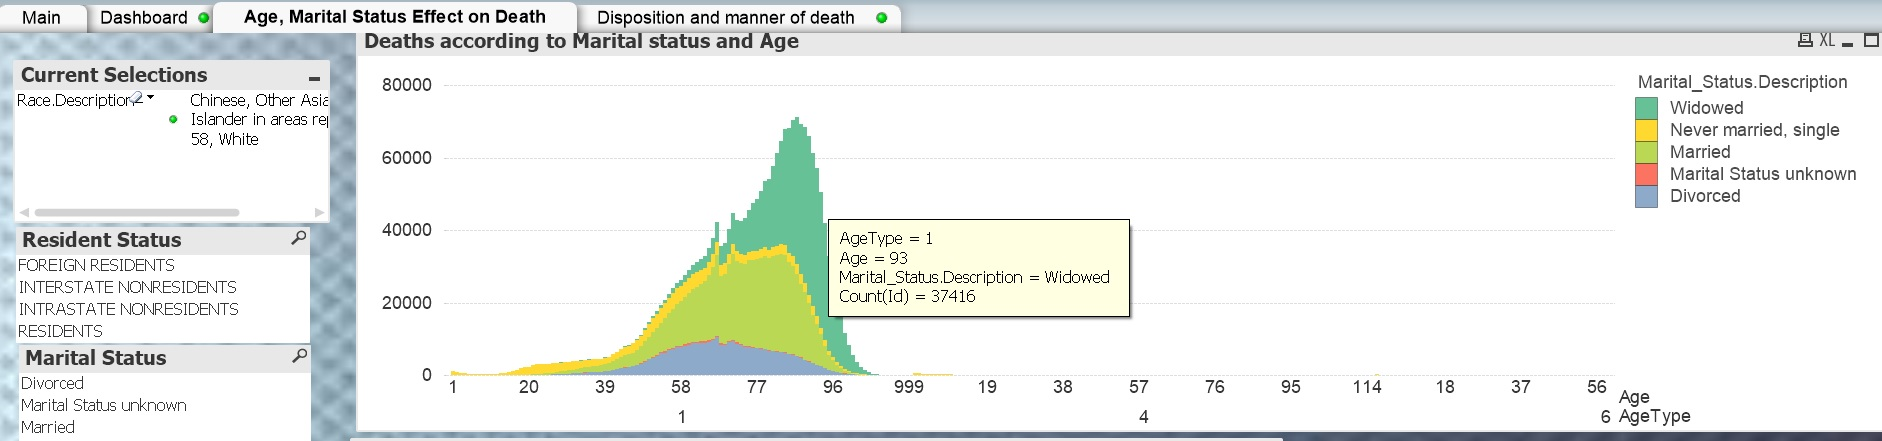 Main
Dashboard
Age, Marital Status Effect on Death
Disposition and manner of death
Current Selections
Race.Description
Chinese, Other Asia
Islander in areas rep
58, White
Resident Status
FOREIGN RESIDENTS
INTERSTATE NONRESIDENTS
INTRASTATE NONRESIDENTS
RESIDENTS
Marital Status
Divorced
Marital Status unknown
Married
Deaths according to Marital status and Age
XL
80000
60000
40000
20000
0
AgeType = 1
Age = 93
Marital_Status.Description = Widowed
Count(Id) = 37416
1 20 39 58 77 96 999 19 38 57 76 95 114 18 37 56
Age
1 4 6
AgeType
Marital_Status.Description
Widowed
Never married, single
Married
Marital Status unknown
Divorced